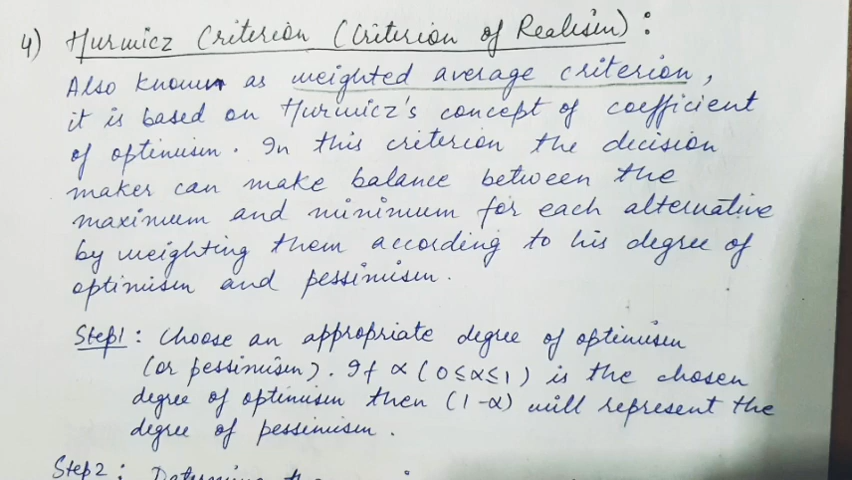 4) Hurwicz Criterion (Criterion of Realism) :
Also known as weighted average criterion,
it is based on Hurwicz's concept of coefficient
of optimism. In this criterion the decision
maker can make balance between the
maximum and minimum for each alternative
by weighting them according to his degree of
optimism and pessimism.
Step1 : Choose an appropriate degree of optimism
(or pessimism). If α (0≤α≤1) is the chosen
degree of optimism then (1-α) will represent the
degree of pessimism.
Step2 : Determine the